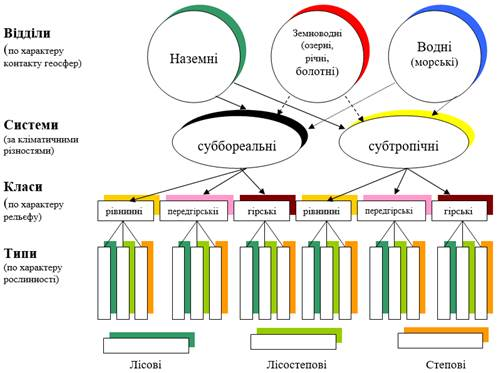 Відділи
(по характеру
контакту геосфер)
Наземні
Земноводні
(озерні,
річні,
болотні)
Водні
(морські)
Системи
(за кліматичними
різностями)
суббореальні
субтропічні
Класи
(по характеру
рельєфу)
рівнинні
передгірські
гірські
рівнинні
передгірські
гірські
Типи
(по характеру
рослинності)
Лісові
Лісостепові
Степові